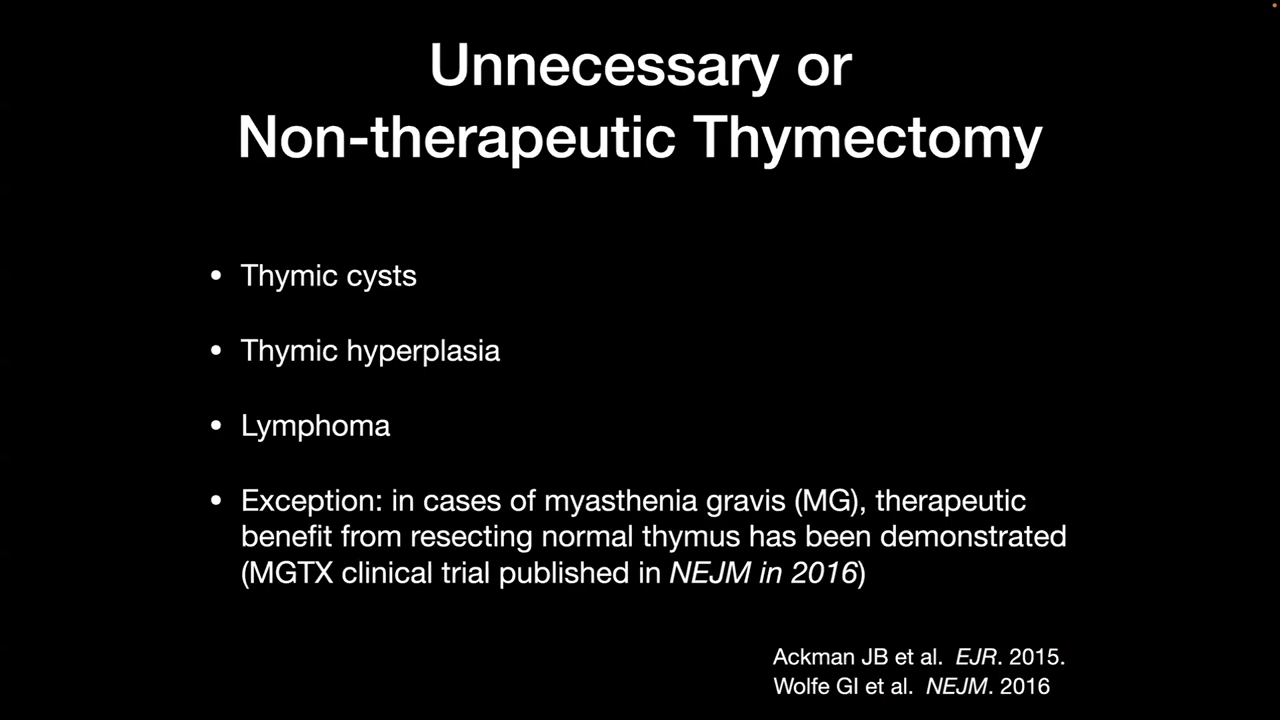 Unnecessary or
Non-therapeutic Thymectomy
• Thymic cysts
• Thymic hyperplasia
• Lymphoma
• Exception: in cases of myasthenia gravis (MG), therapeutic
benefit from resecting normal thymus has been demonstrated
(MGTX clinical trial published in NEJM in 2016)
Ackman JB et al. EJR. 2015.
Wolfe GI et al. NEJM. 2016